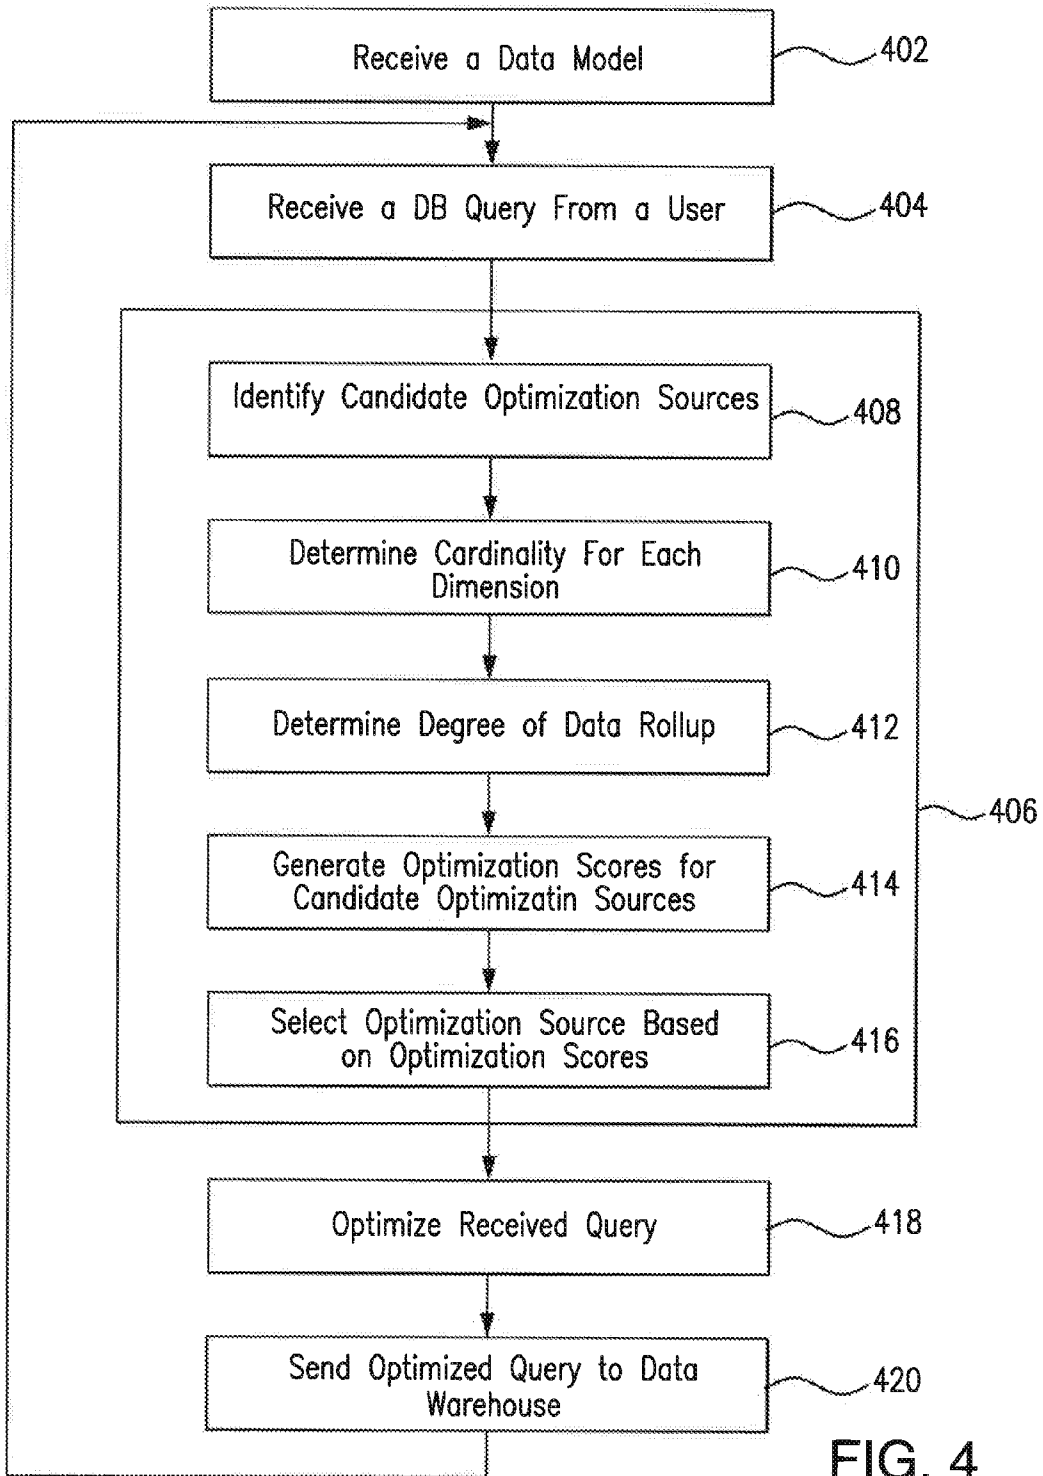 Receive a Data Model
402
Receive a DB Query From a User
404
Identify Candidate Optimization Sources
408
Determine Cardinality For Each
Dimension
410
Determine Degree of Data Rollup
412
406
Generate Optimization Scores for
Candidate Optimizatin Sources
414
Select Optimization Source Based
on Optimization Scores
416
Optimize Received Query
418
Send Optimized Query to Data
Warehouse
420
FIG. 4